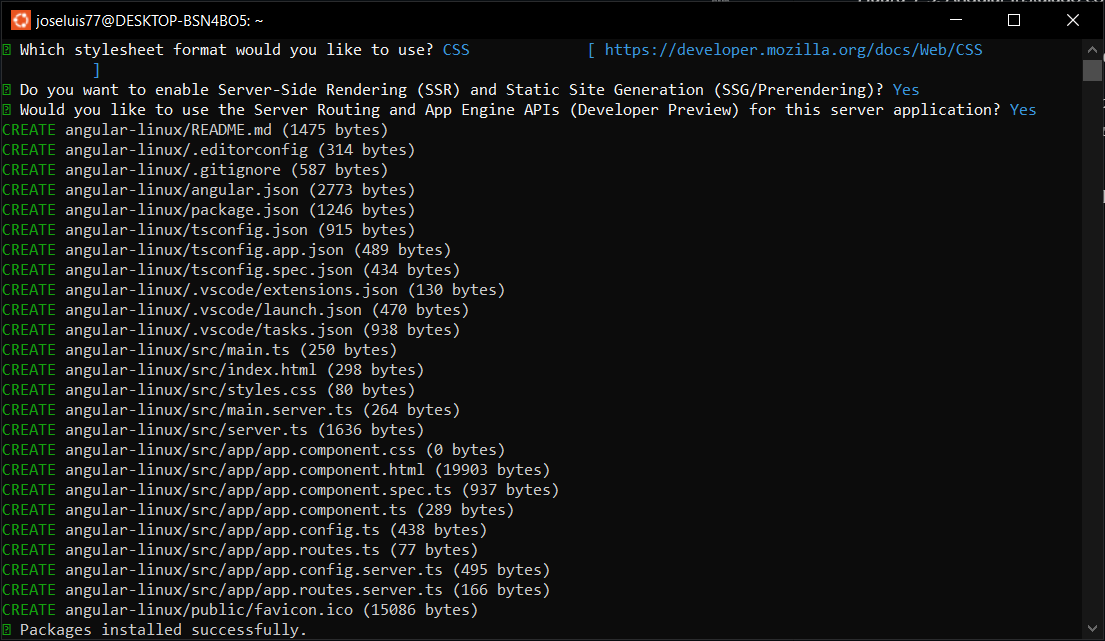 joseluis77@DESKTOP-BSN4BO5: ~
Which stylesheet format would you like to use? CSS [ https://developer.mozilla.org/docs/Web/CSS
]
Do you want to enable Server-Side Rendering (SSR) and Static Site Generation (SSG/Prerendering)? Yes
Would you like to use the Server Routing and App Engine APIs (Developer Preview) for this server application? Yes
CREATE angular-linux/README.md (1475 bytes)
CREATE angular-linux/.editorconfig (314 bytes)
CREATE angular-linux/.gitignore (587 bytes)
CREATE angular-linux/angular.json (2773 bytes)
CREATE angular-linux/package.json (1246 bytes)
CREATE angular-linux/tsconfig.json (915 bytes)
CREATE angular-linux/tsconfig.app.json (489 bytes)
CREATE angular-linux/tsconfig.spec.json (434 bytes)
CREATE angular-linux/.vscode/extensions.json (130 bytes)
CREATE angular-linux/.vscode/launch.json (470 bytes)
CREATE angular-linux/.vscode/tasks.json (938 bytes)
CREATE angular-linux/src/main.ts (250 bytes)
CREATE angular-linux/src/index.html (298 bytes)
CREATE angular-linux/src/styles.css (80 bytes)
CREATE angular-linux/src/main.server.ts (264 bytes)
CREATE angular-linux/src/server.ts (1636 bytes)
CREATE angular-linux/src/app/app.component.css (0 bytes)
CREATE angular-linux/src/app/app.component.html (19903 bytes)
CREATE angular-linux/src/app/app.component.spec.ts (937 bytes)
CREATE angular-linux/src/app/app.component.ts (289 bytes)
CREATE angular-linux/src/app/app.config.ts (438 bytes)
CREATE angular-linux/src/app/app.routes.ts (77 bytes)
CREATE angular-linux/src/app/app.config.server.ts (495 bytes)
CREATE angular-linux/src/app/app.routes.server.ts (166 bytes)
CREATE angular-linux/public/favicon.ico (15086 bytes)
Packages installed successfully.